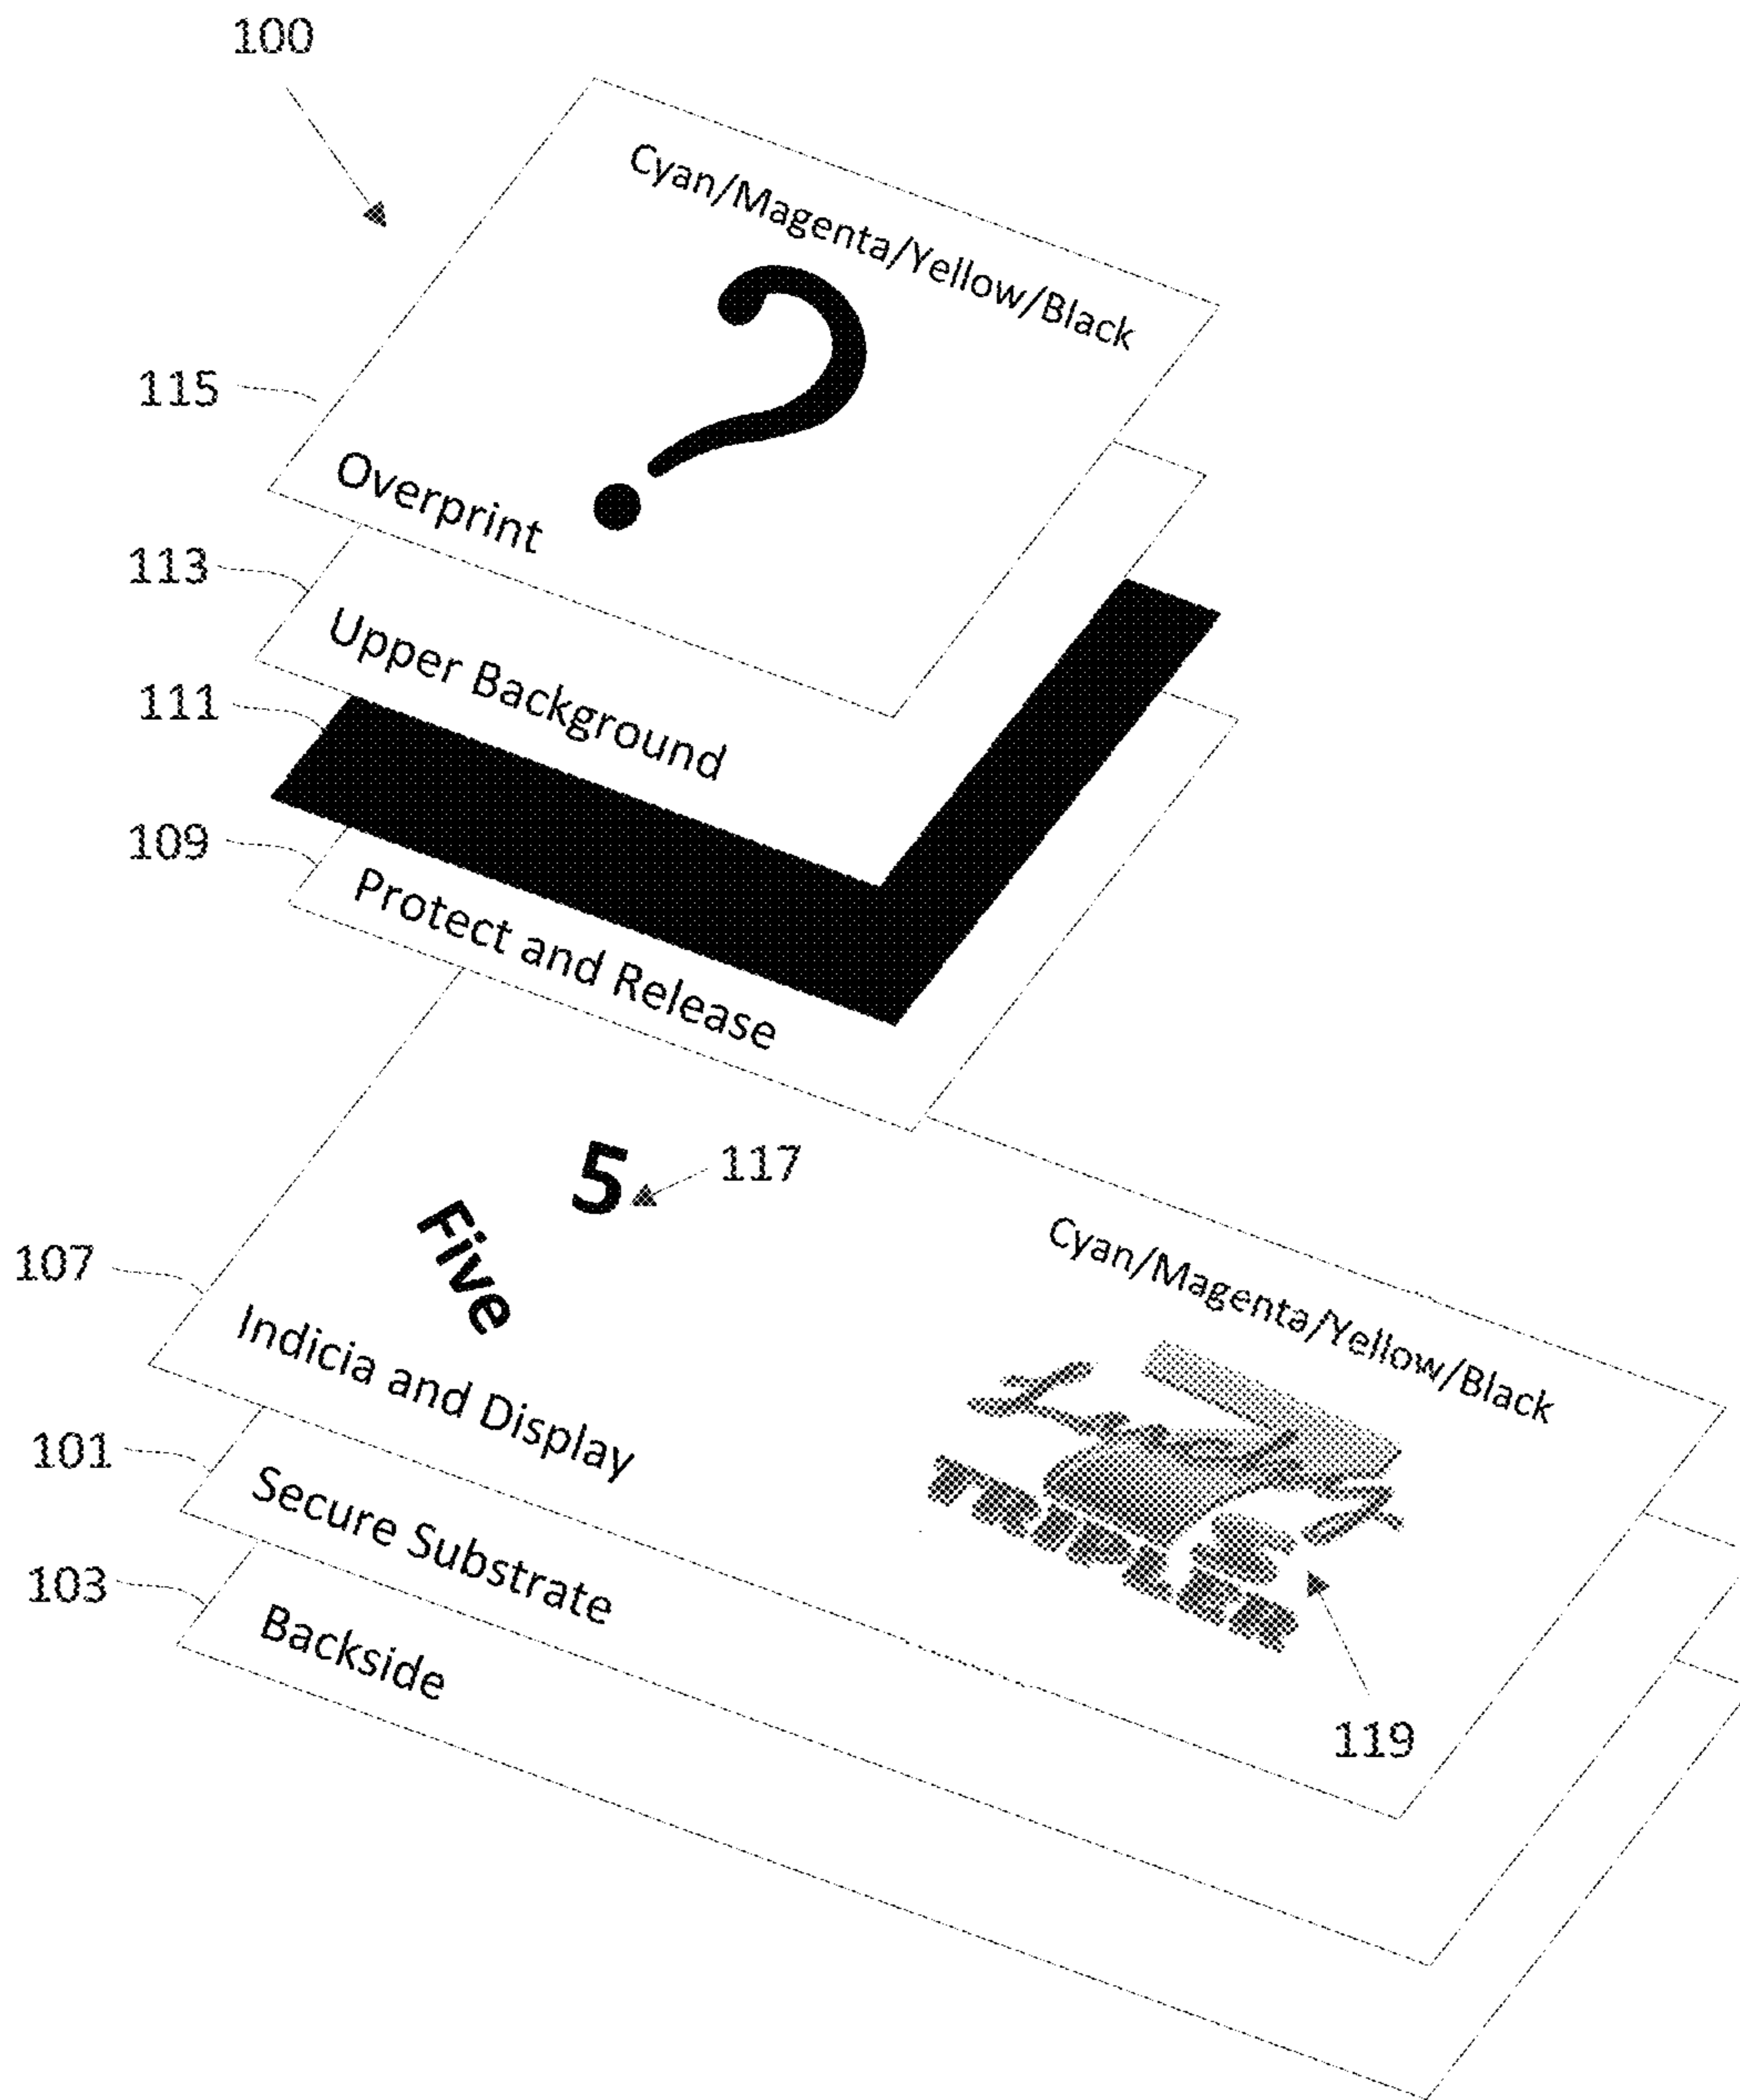 100
Cyan/Magenta/Yellow/Black
?
115
Overprint
113
Upper Background
111
109
Protect and Release
5
117
Five
107
Indicia and Display
Cyan/Magenta/Yellow/Black
TRIPLER
119
101
Secure Substrate
103
Backside